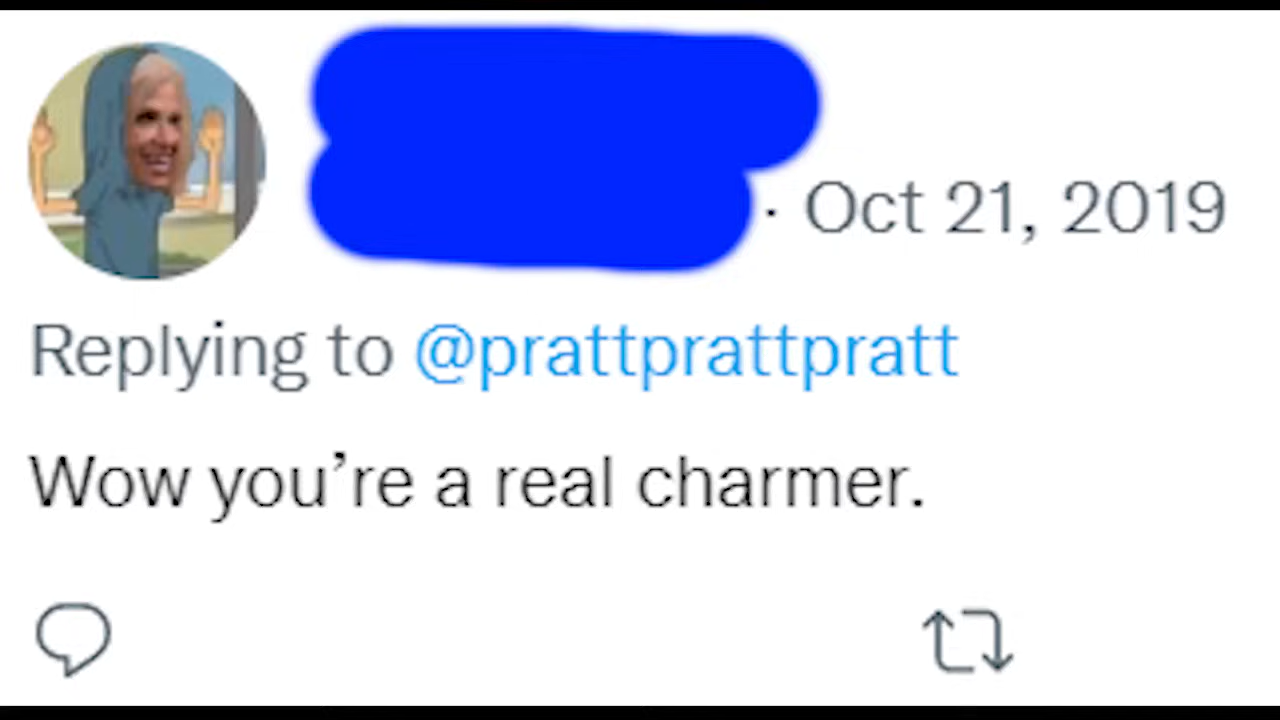 · Oct 21, 2019
Replying to @prattprattpratt
Wow you’re a real charmer.